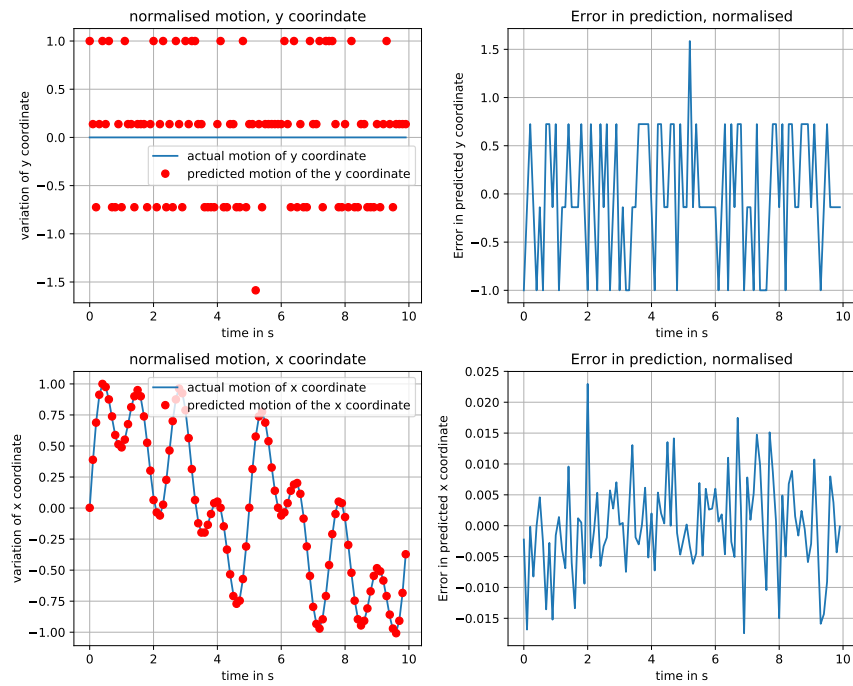 normalised motion, y coorindate
variation of y coordinate
1.0
0.5
0.0
−0.5
−1.0
−1.5
actual motion of y coordinate
predicted motion of the y coordinate
0 2 4 6 8 10
time in s
Error in prediction, normalised
Error in predicted y coordinate
1.5
1.0
0.5
0.0
−0.5
−1.0
0 2 4 6 8 10
time in s
normalised motion, x coorindate
variation of x coordinate
1.00
0.75
0.50
0.25
0.00
−0.25
−0.50
−0.75
−1.00
actual motion of x coordinate
predicted motion of the x coordinate
0 2 4 6 8 10
time in s
Error in prediction, normalised
Error in predicted x coordinate
0.025
0.020
0.015
0.010
0.005
0.000
−0.005
−0.010
−0.015
0 2 4 6 8 10
time in s